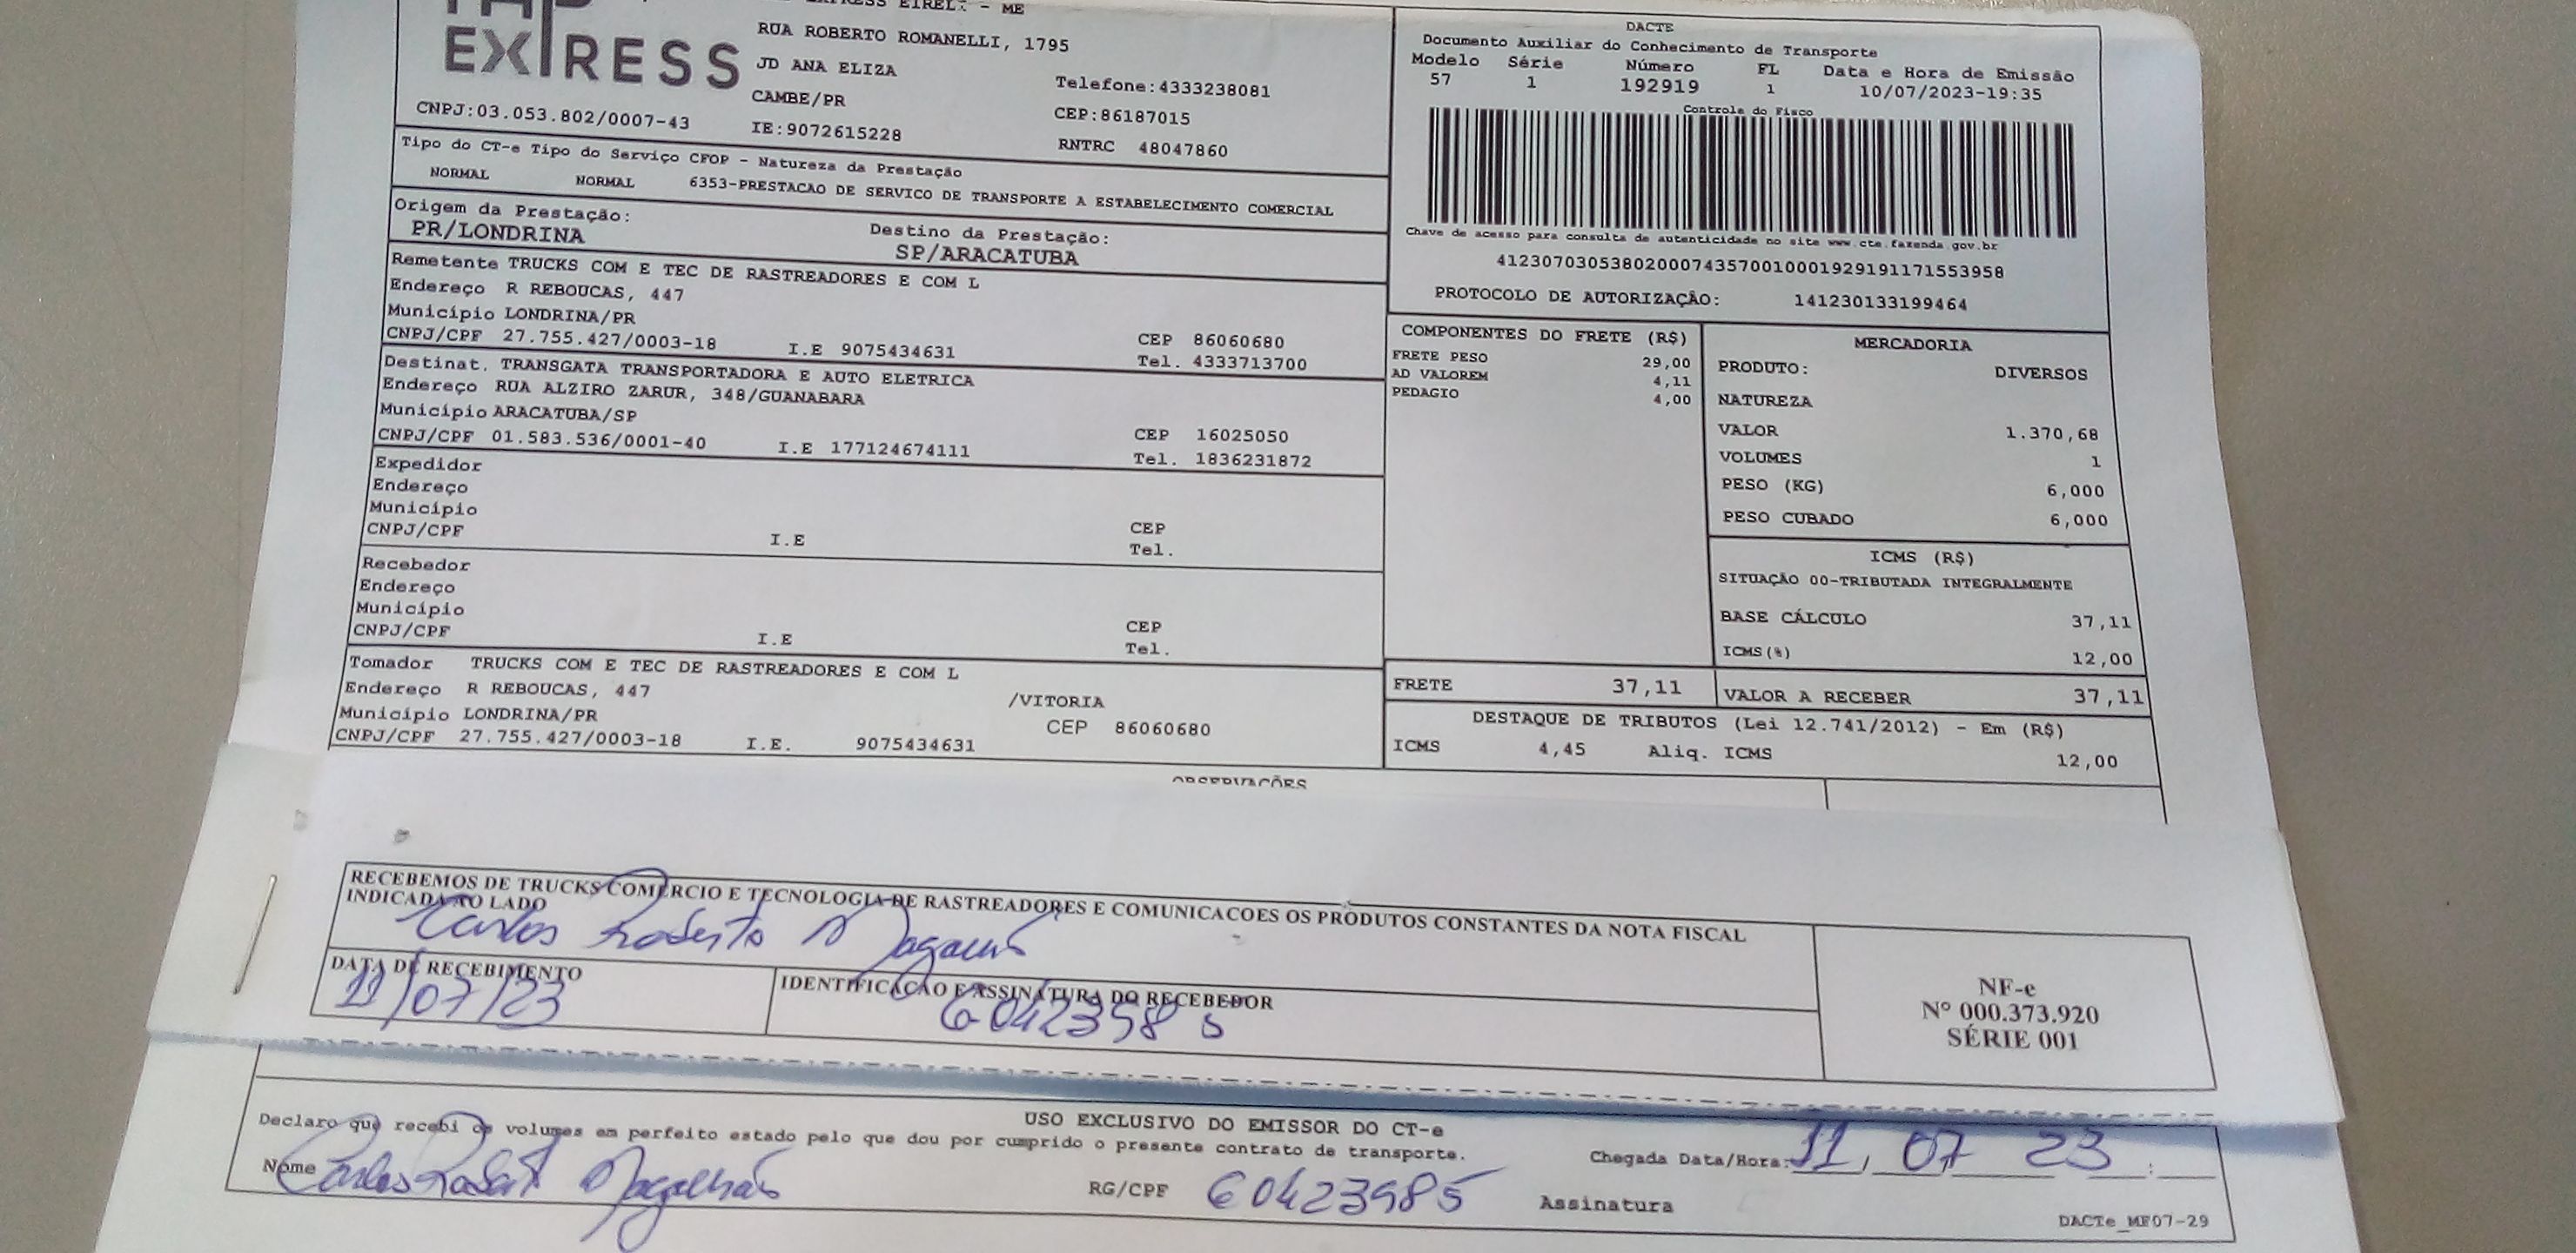 EXPRESS
EXPRESS EIRELI - ME
RUA ROBERTO ROMANELLI, 1795
JD ANA ELIZA
CAMBE/PR
Telefone:4333238081
CEP:86187015
CNPJ:03.053.802/0007-43
IE:9072615228
RNTRC 48047860
DACTE
Documento Auxiliar do Conhecimento de Transporte
Modelo Série Número FL Data e Hora de Emissão
57 1 192919 1 10/07/2023-19:35
Controle do Fisco
Chave de acesso para consulta de autenticidade no site www.cte.fazenda.gov.br
41230703053802000743570010001929191171553958
PROTOCOLO DE AUTORIZAÇÃO: 141230133199464
Tipo do CT-e Tipo do Serviço CFOP - Natureza da Prestação
NORMAL NORMAL 6353-PRESTACAO DE SERVICO DE TRANSPORTE A ESTABELECIMENTO COMERCIAL
Origem da Prestação: Destino da Prestação:
PR/LONDRINA SP/ARACATUBA
Remetente TRUCKS COM E TEC DE RASTREADORES E COM L
Endereço R REBOUCAS, 447
Município LONDRINA/PR CEP 86060680
CNPJ/CPF 27.755.427/0003-18 I.E 9075434631 Tel. 4333713700
Destinat. TRANSGATA TRANSPORTADORA E AUTO ELETRICA
Endereço RUA ALZIRO ZARUR, 348/GUANABARA
Município ARACATUBA/SP CEP 16025050
CNPJ/CPF 01.583.536/0001-40 I.E 177124674111 Tel. 1836231872
Expedidor
Endereço
Município CEP
CNPJ/CPF I.E Tel.
Recebedor
Endereço
Município CEP
CNPJ/CPF I.E Tel.
Tomador TRUCKS COM E TEC DE RASTREADORES E COM L
Endereço R REBOUCAS, 447 /VITORIA
Município LONDRINA/PR CEP 86060680
CNPJ/CPF 27.755.427/0003-18 I.E. 9075434631
COMPONENTES DO FRETE (R$)
FRETE PESO 29,00
AD VALOREM 4,11
PEDAGIO 4,00
MERCADORIA
PRODUTO: DIVERSOS
NATUREZA
VALOR 1.370,68
VOLUMES 1
PESO (KG) 6,000
PESO CUBADO 6,000
ICMS (R$)
SITUAÇÃO 00-TRIBUTADA INTEGRALMENTE
BASE CÁLCULO 37,11
ICMS(%) 12,00
FRETE 37,11 VALOR A RECEBER 37,11
DESTAQUE DE TRIBUTOS (Lei 12.741/2012) - Em (R$)
ICMS 4,45 Aliq. ICMS 12,00
OBSERVAÇÕES
RECEBEMOS DE TRUCKS COMERCIO E TECNOLOGIA DE RASTREADORES E COMUNICACOES OS PRODUTOS CONSTANTES DA NOTA FISCAL
INDICADA AO LADO
Carlos Roberto
DATA DE RECEBIMENTO IDENTIFICAÇÃO E ASSINATURA DO RECEBEDOR
11/07/23 60423985
NF-e
Nº 000.373.920
SÉRIE 001
USO EXCLUSIVO DO EMISSOR DO CT-e
Declaro que recebi os volumes em perfeito estado pelo que dou por cumprido o presente contrato de transporte.
Chegada Data/Hora: 11/07 23 :
Nome Carlos Roberto Magalhães RG/CPF 60423985 Assinatura
DACTe_MF07-29